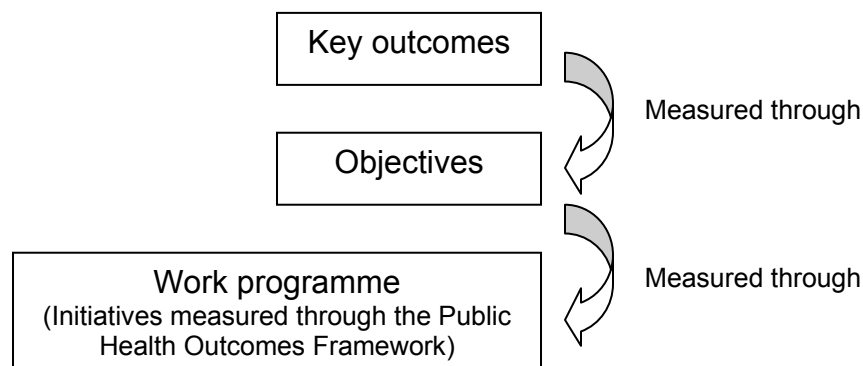 Key outcomes
Measured through
Objectives
Measured through
Work programme
(Initiatives measured through the Public
Health Outcomes Framework)